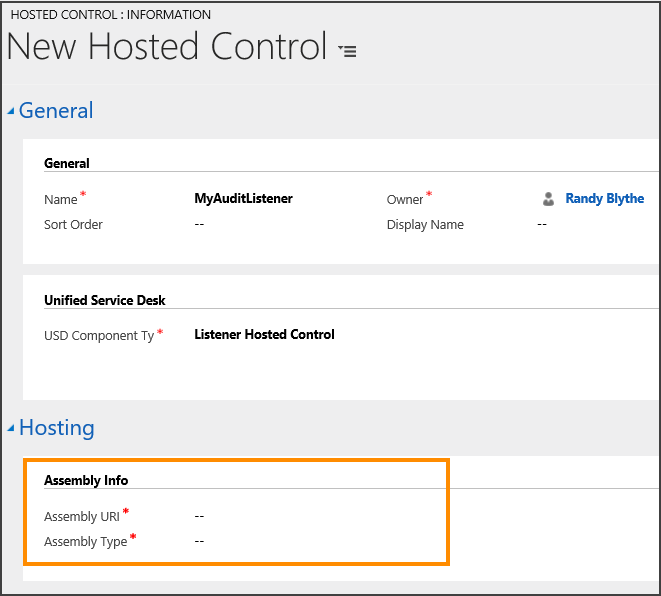 HOSTED CONTROL : INFORMATION
New Hosted Control
General
General
Name* MyAuditListener Owner* Randy Blythe
Sort Order -- Display Name --
Unified Service Desk
USD Component Ty* Listener Hosted Control
Hosting
Assembly Info
Assembly URI* --
Assembly Type* --